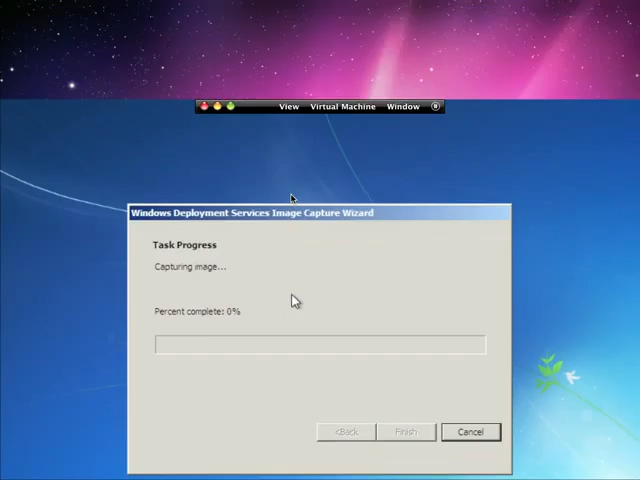 View Virtual Machine Window
Windows Deployment Services Image Capture Wizard
Task Progress
Capturing image...
Percent complete: 0%
<Back Finish Cancel